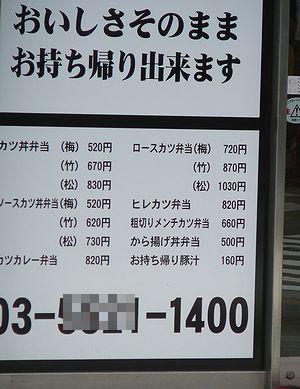 おいしさそのまま
お持ち帰り出来ます
カツ丼弁当 (梅) 520円
(竹) 670円
(松) 830円
ソースカツ丼弁当(梅) 520円
(竹) 620円
(松) 730円
カツカレー弁当 820円
ロースカツ弁当(梅) 720円
(竹) 870円
(松) 1030円
ヒレカツ弁当 820円
粗切りメンチカツ弁当 660円
から揚げ丼弁当 500円
お持ち帰り豚汁 160円
03- -1400